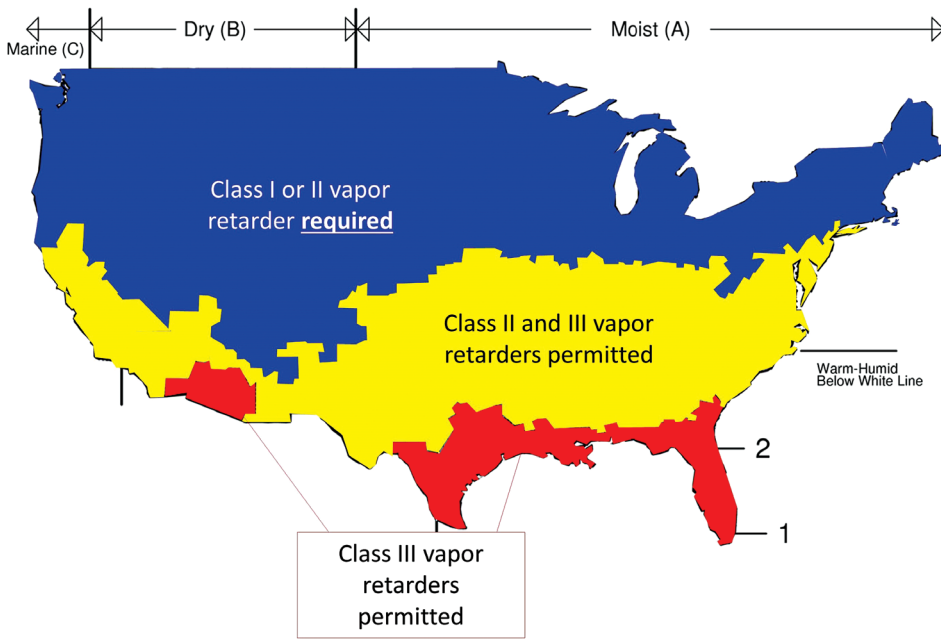 Marine (C)
Dry (B)
Moist (A)
Class I or II vapor
retarder required
Class II and III vapor
retarders permitted
Warm-Humid
Below White Line
2
1
Class III vapor
retarders
permitted